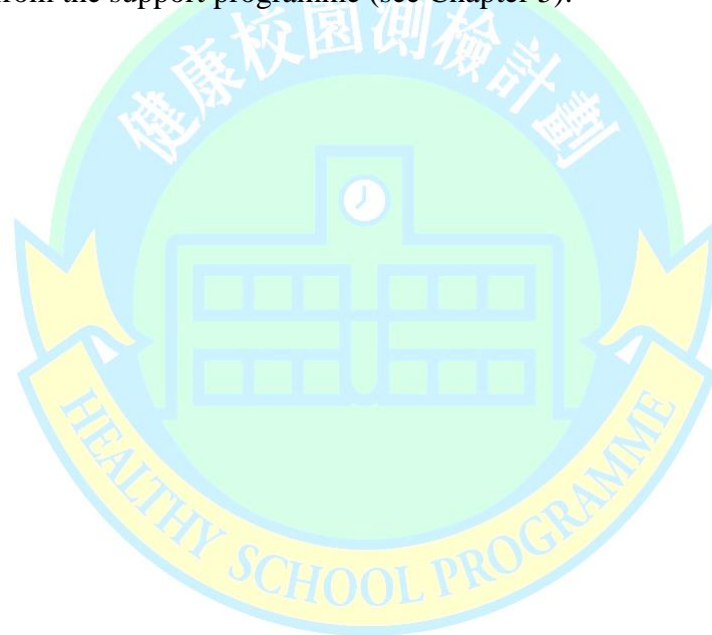 from the support programme (see Chapter 5).
健康校園測檢計劃
HEALTHY SCHOOL PROGRAMME